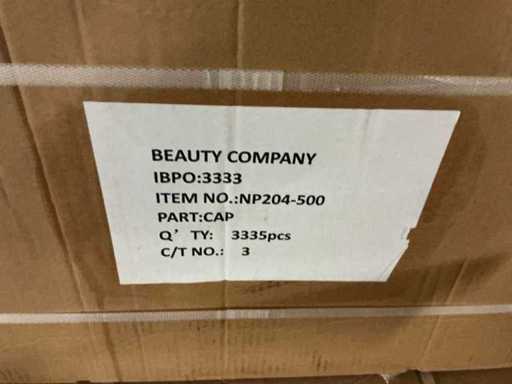 BEAUTY COMPANY
IBPO:3333
ITEM NO.:NP204-500
PART:CAP
Q' TY: 3335pcs
C/T NO.: 3